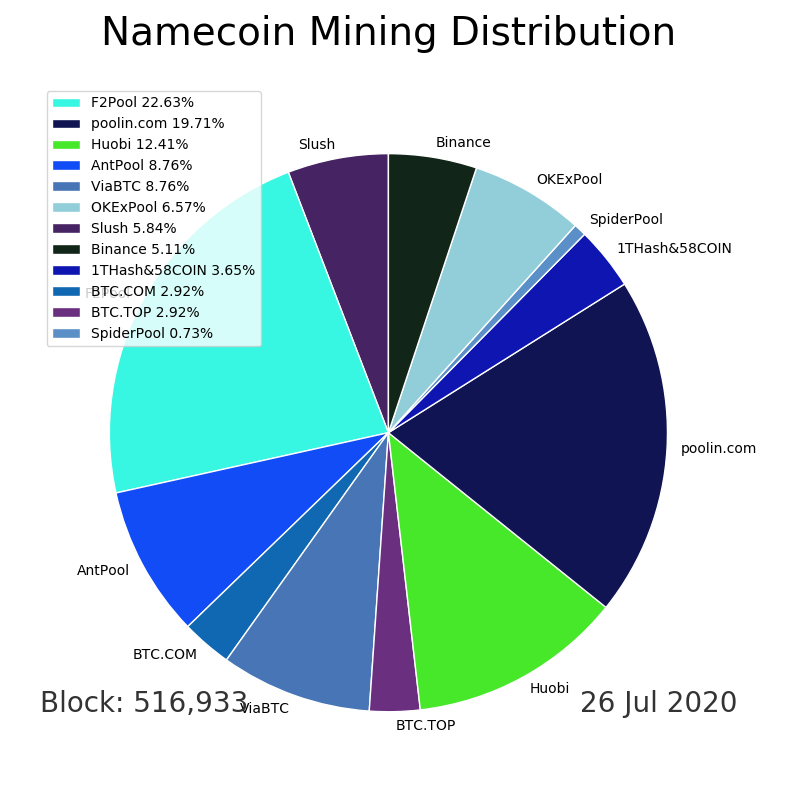 Namecoin Mining Distribution
F2Pool 22.63%
poolin.com 19.71%
Huobi 12.41%
AntPool 8.76%
ViaBTC 8.76%
OKExPool 6.57%
Slush 5.84%
Binance 5.11%
1THash&58COIN 3.65%
BTC.COM 2.92%
BTC.TOP 2.92%
SpiderPool 0.73%
Slush
Binance
OKExPool
SpiderPool
1THash&58COIN
F2Pool
poolin.com
AntPool
BTC.COM
Huobi
ViaBTC
BTC.TOP
Block: 516,933
26 Jul 2020